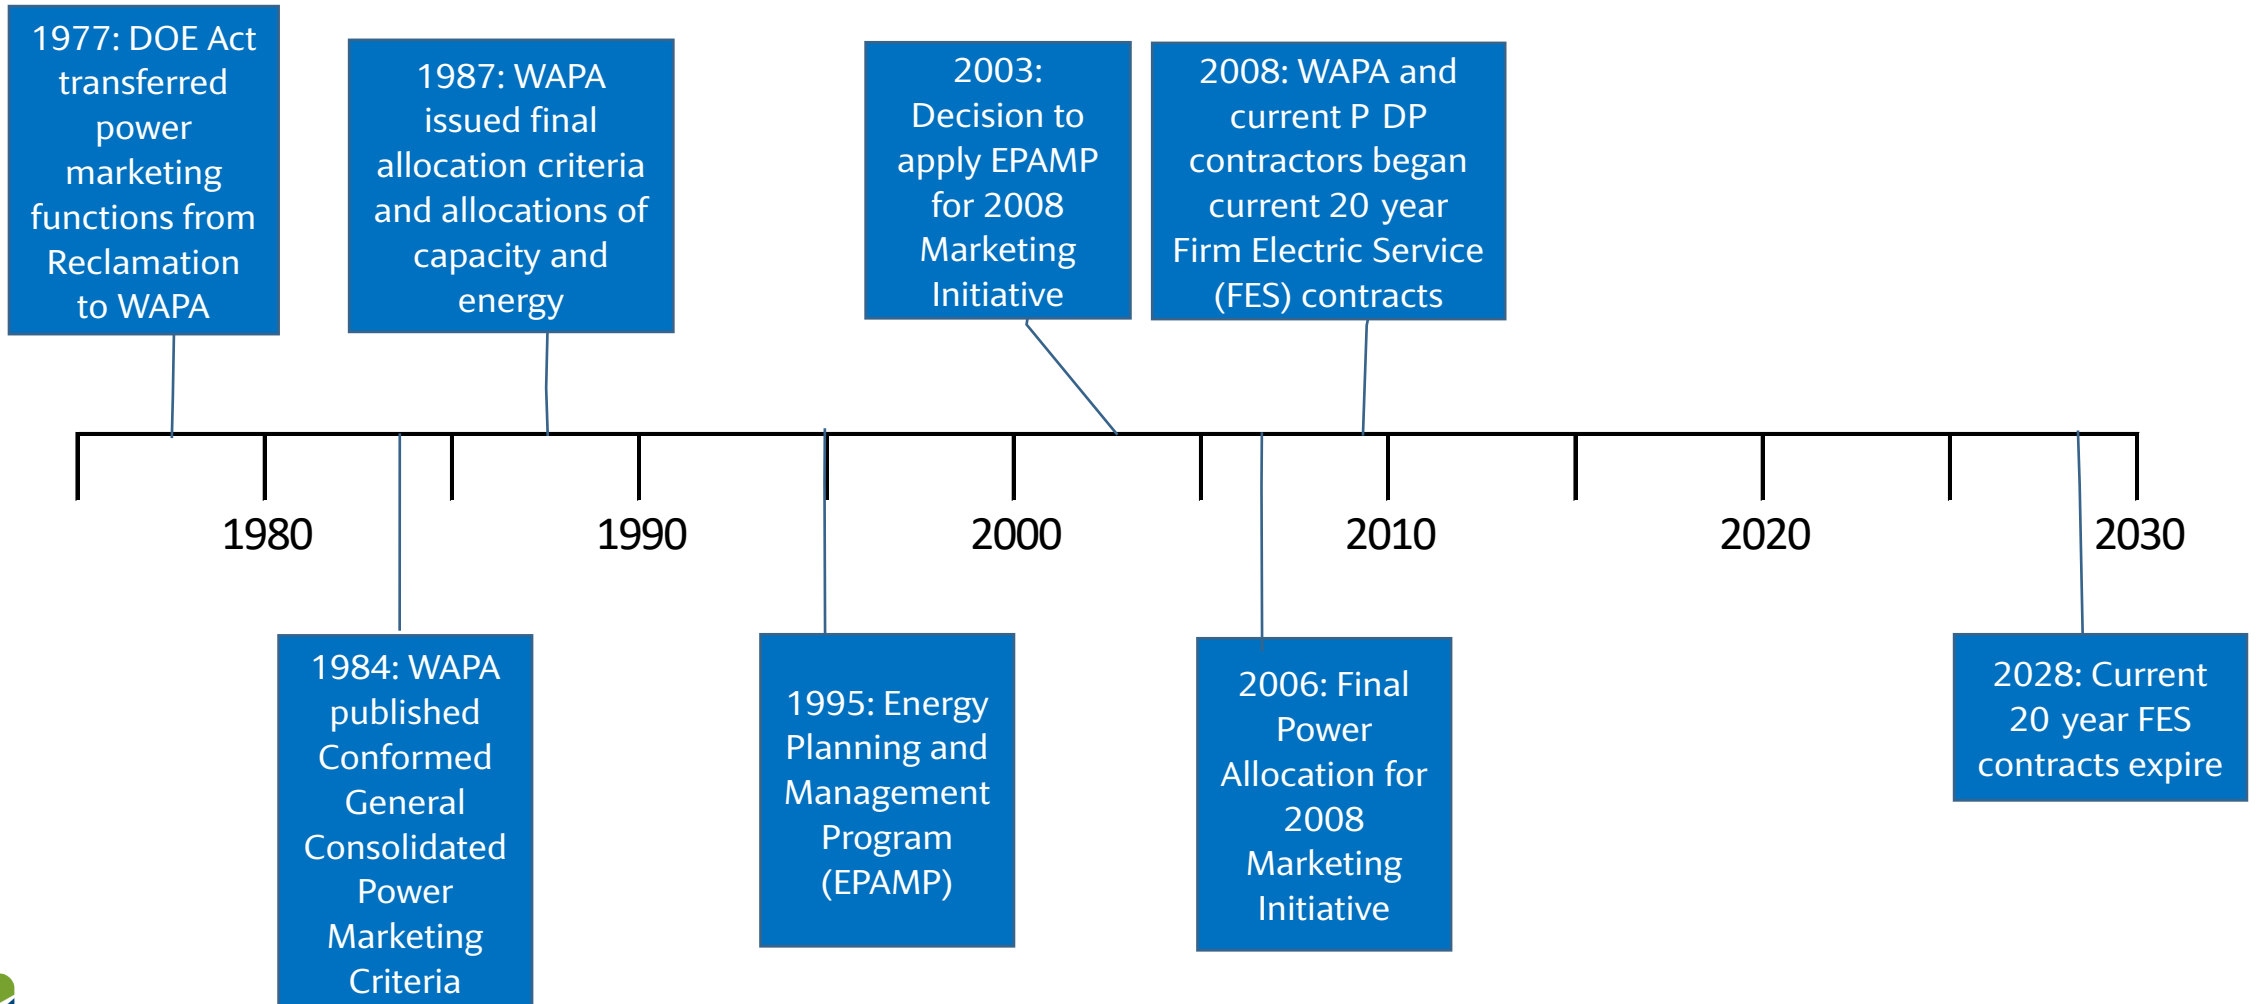 1977: DOE Act
transferred
power
marketing
functions from
Reclamation
to WAPA
1987: WAPA
issued final
allocation criteria
and allocations of
capacity and
energy
2003:
Decision to
apply EPAMP
for 2008
Marketing
Initiative
2008: WAPA and
current P DP
contractors began
current 20 year
Firm Electric Service
(FES) contracts
1980
1990
2000
2010
2020
2030
1984: WAPA
published
Conformed
General
Consolidated
Power
Marketing
Criteria
1995: Energy
Planning and
Management
Program
(EPAMP)
2006: Final
Power
Allocation for
2008
Marketing
Initiative
2028: Current
20 year FES
contracts expire